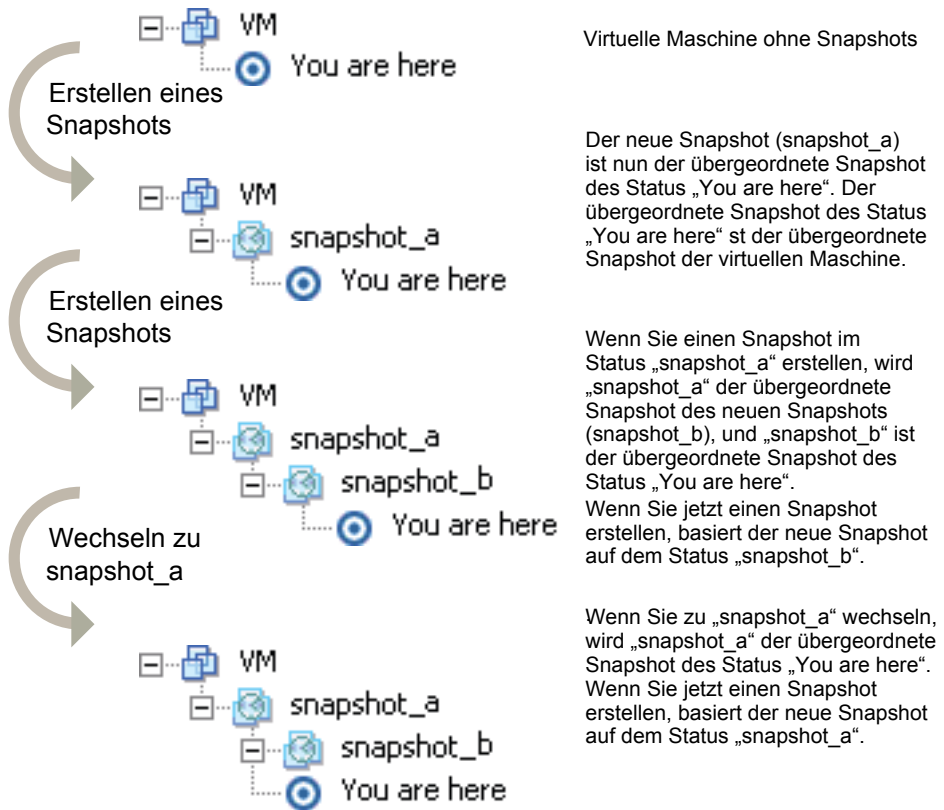 VM
You are here
Virtuelle Maschine ohne Snapshots
Erstellen eines
Snapshots
VM
snapshot_a
You are here
Der neue Snapshot (snapshot_a)
ist nun der übergeordnete Snapshot
des Status „You are here“. Der
übergeordnete Snapshot des Status
„You are here“ st der übergeordnete
Snapshot der virtuellen Maschine.
Erstellen eines
Snapshots
VM
snapshot_a
snapshot_b
You are here
Wenn Sie einen Snapshot im
Status „snapshot_a“ erstellen, wird
„snapshot_a“ der übergeordnete
Snapshot des neuen Snapshots
(snapshot_b), und „snapshot_b“ ist
der übergeordnete Snapshot des
Status „You are here“.
Wenn Sie jetzt einen Snapshot
erstellen, basiert der neue Snapshot
auf dem Status „snapshot_b“.
Wechseln zu
snapshot_a
VM
snapshot_a
snapshot_b
You are here
Wenn Sie zu „snapshot_a“ wechseln,
wird „snapshot_a“ der übergeordnete
Snapshot des Status „You are here“.
Wenn Sie jetzt einen Snapshot
erstellen, basiert der neue Snapshot
auf dem Status „snapshot_a“.